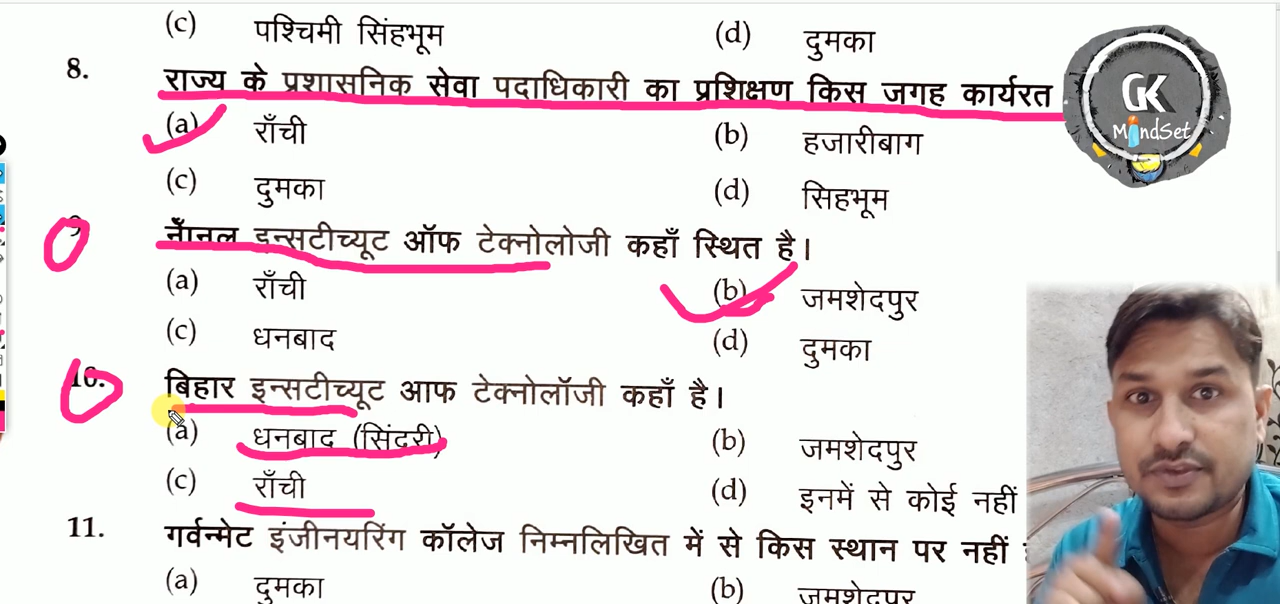 (c) पश्चिमी सिंहभूम (d) दुमका
8. राज्य के प्रशासनिक सेवा पदाधिकारी का प्रशिक्षण किस जगह कार्यरत
(a) राँची (b) हजारीबाग
(c) दुमका (d) सिहभूम
9. इन्सटीच्यूट ऑफ टेक्नोलोजी कहाँ स्थित है।
(a) राँची (b) जमशेदपुर
(c) धनबाद (d) दुमका
10. बिहार इन्सटीच्यूट आफ टेक्नोलॉजी कहाँ है।
(a) धनबाद (सिंदरी) (b) जमशेदपुर
(c) राँची (d) इनमें से कोई नहीं
11. गर्वन्मेट इंजीनयरिंग कॉलेज निम्नलिखित में से किस स्थान पर नहीं
(a) दुमका (b) जमशेदपुर
GK
MindSet